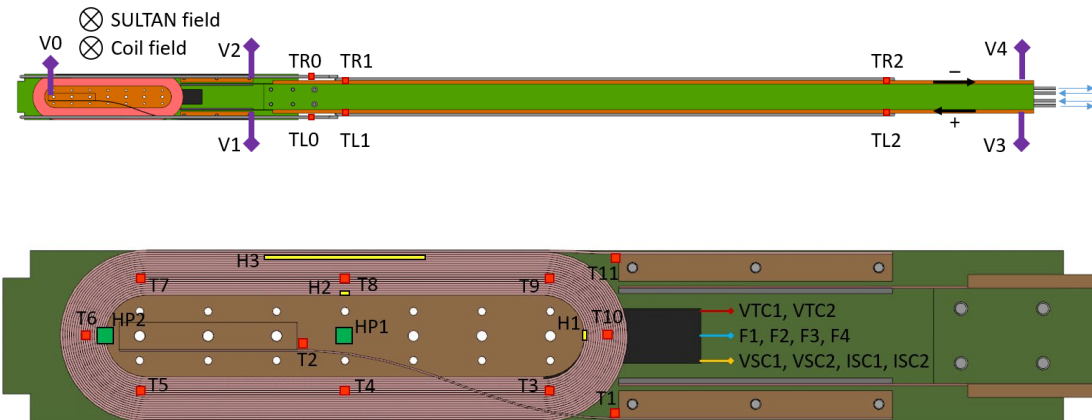 SULTAN field
Coil field
V0
V2
TR0 TR1
TR2
V4
−
+
V1
TL0 TL1
TL2
V3
H3
T7
H2
T8
T9
T11
T6
HP2
HP1
H1
T10
VTC1, VTC2
F1, F2, F3, F4
VSC1, VSC2, ISC1, ISC2
T2
T5
T4
T3
T1